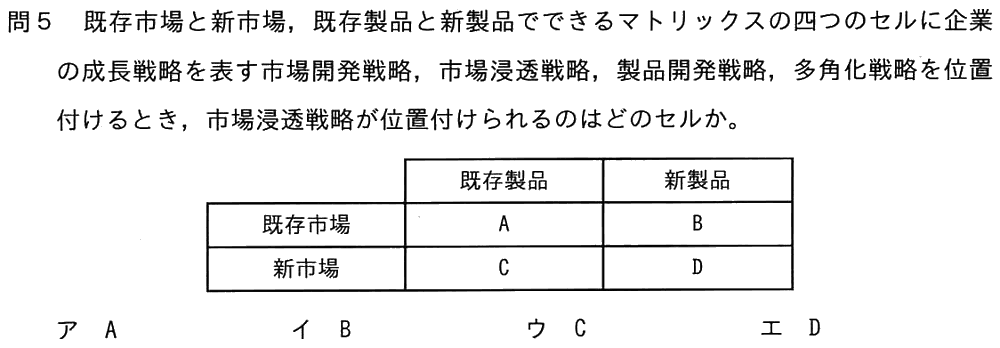 問5 既存市場と新市場，既存製品と新製品でできるマトリックスの四つのセルに企業
の成長戦略を表す市場開発戦略，市場浸透戦略，製品開発戦略，多角化戦略を位置
付けるとき，市場浸透戦略が位置付けられるのはどのセルか。
既存製品 新製品
既存市場 A B
新市場 C D
ア A イ B ウ C エ D